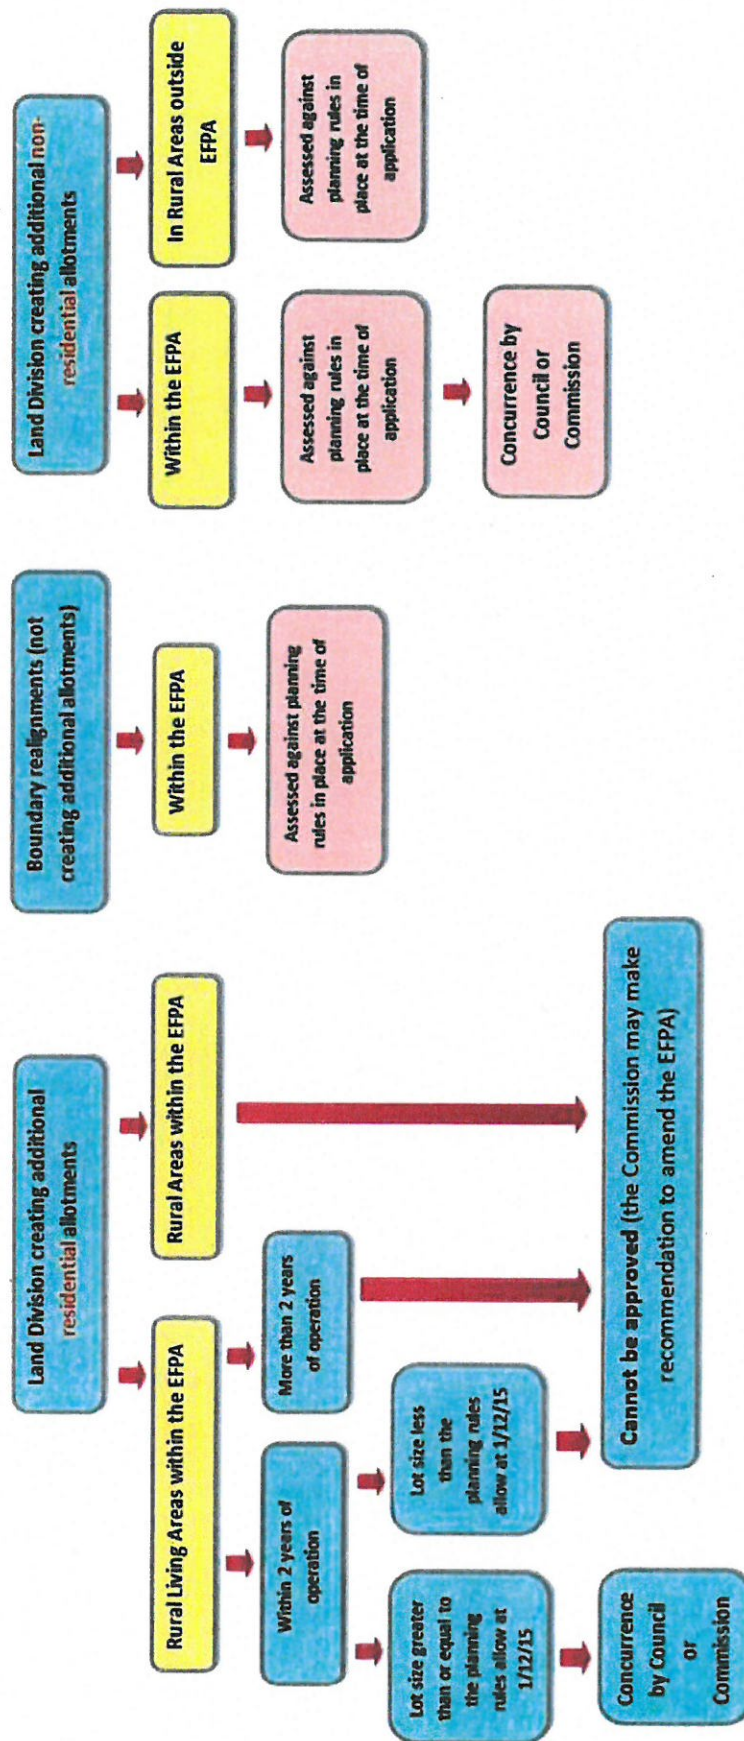 Land Division creating additional
residential allotments
Rural Living Areas within the EFPA
Rural Areas within the EFPA
Within 2 years of
operation
More than 2 years
of operation
Lot size greater
than or equal to
the planning
rules allow at
1/12/15
Lot size less
than the
planning rules
allow at 1/12/15
Concurrence
by Council
or
Commission
Cannot be approved (the Commission may make
recommendation to amend the EFPA)
Boundary realignments (not
creating additional allotments)
Within the EFPA
Assessed against planning
rules in place at the time of
application
Land Division creating additional non-
residential allotments
Within the EFPA
In Rural Areas outside
EFPA
Assessed against
planning rules in
place at the time of
application
Assessed against
planning rules in
place at the time of
application
Concurrence by
Council or
Commission